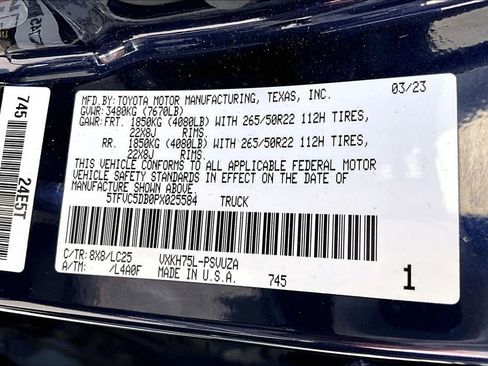 MFD.BY:TOYOTA MOTOR MANUFACTURING, TEXAS, INC. 03/23
GVWR:3480KG (7670LB)
GAWR:FRT. 1850KG (4080LB) WITH 265/50R22 112H TIRES,
22X8J RIMS.
RR. 1850KG (4080LB) WITH 265/50R22 112H TIRES,
22X8J RIMS.
THIS VEHICLE CONFORMS TO ALL APPLICABLE FEDERAL MOTOR
VEHICLE SAFETY STANDARDS IN EFFECT ON THE DATE OF
MANUFACTURE SHOWN ABOVE.
5TFVC5DB0PX025584 TRUCK
C/TR:8X8/LC25 VXKH75L-PSVUZA
A/TM: /L4A0F MADE IN U.S.A. 745 1
745 24E5T